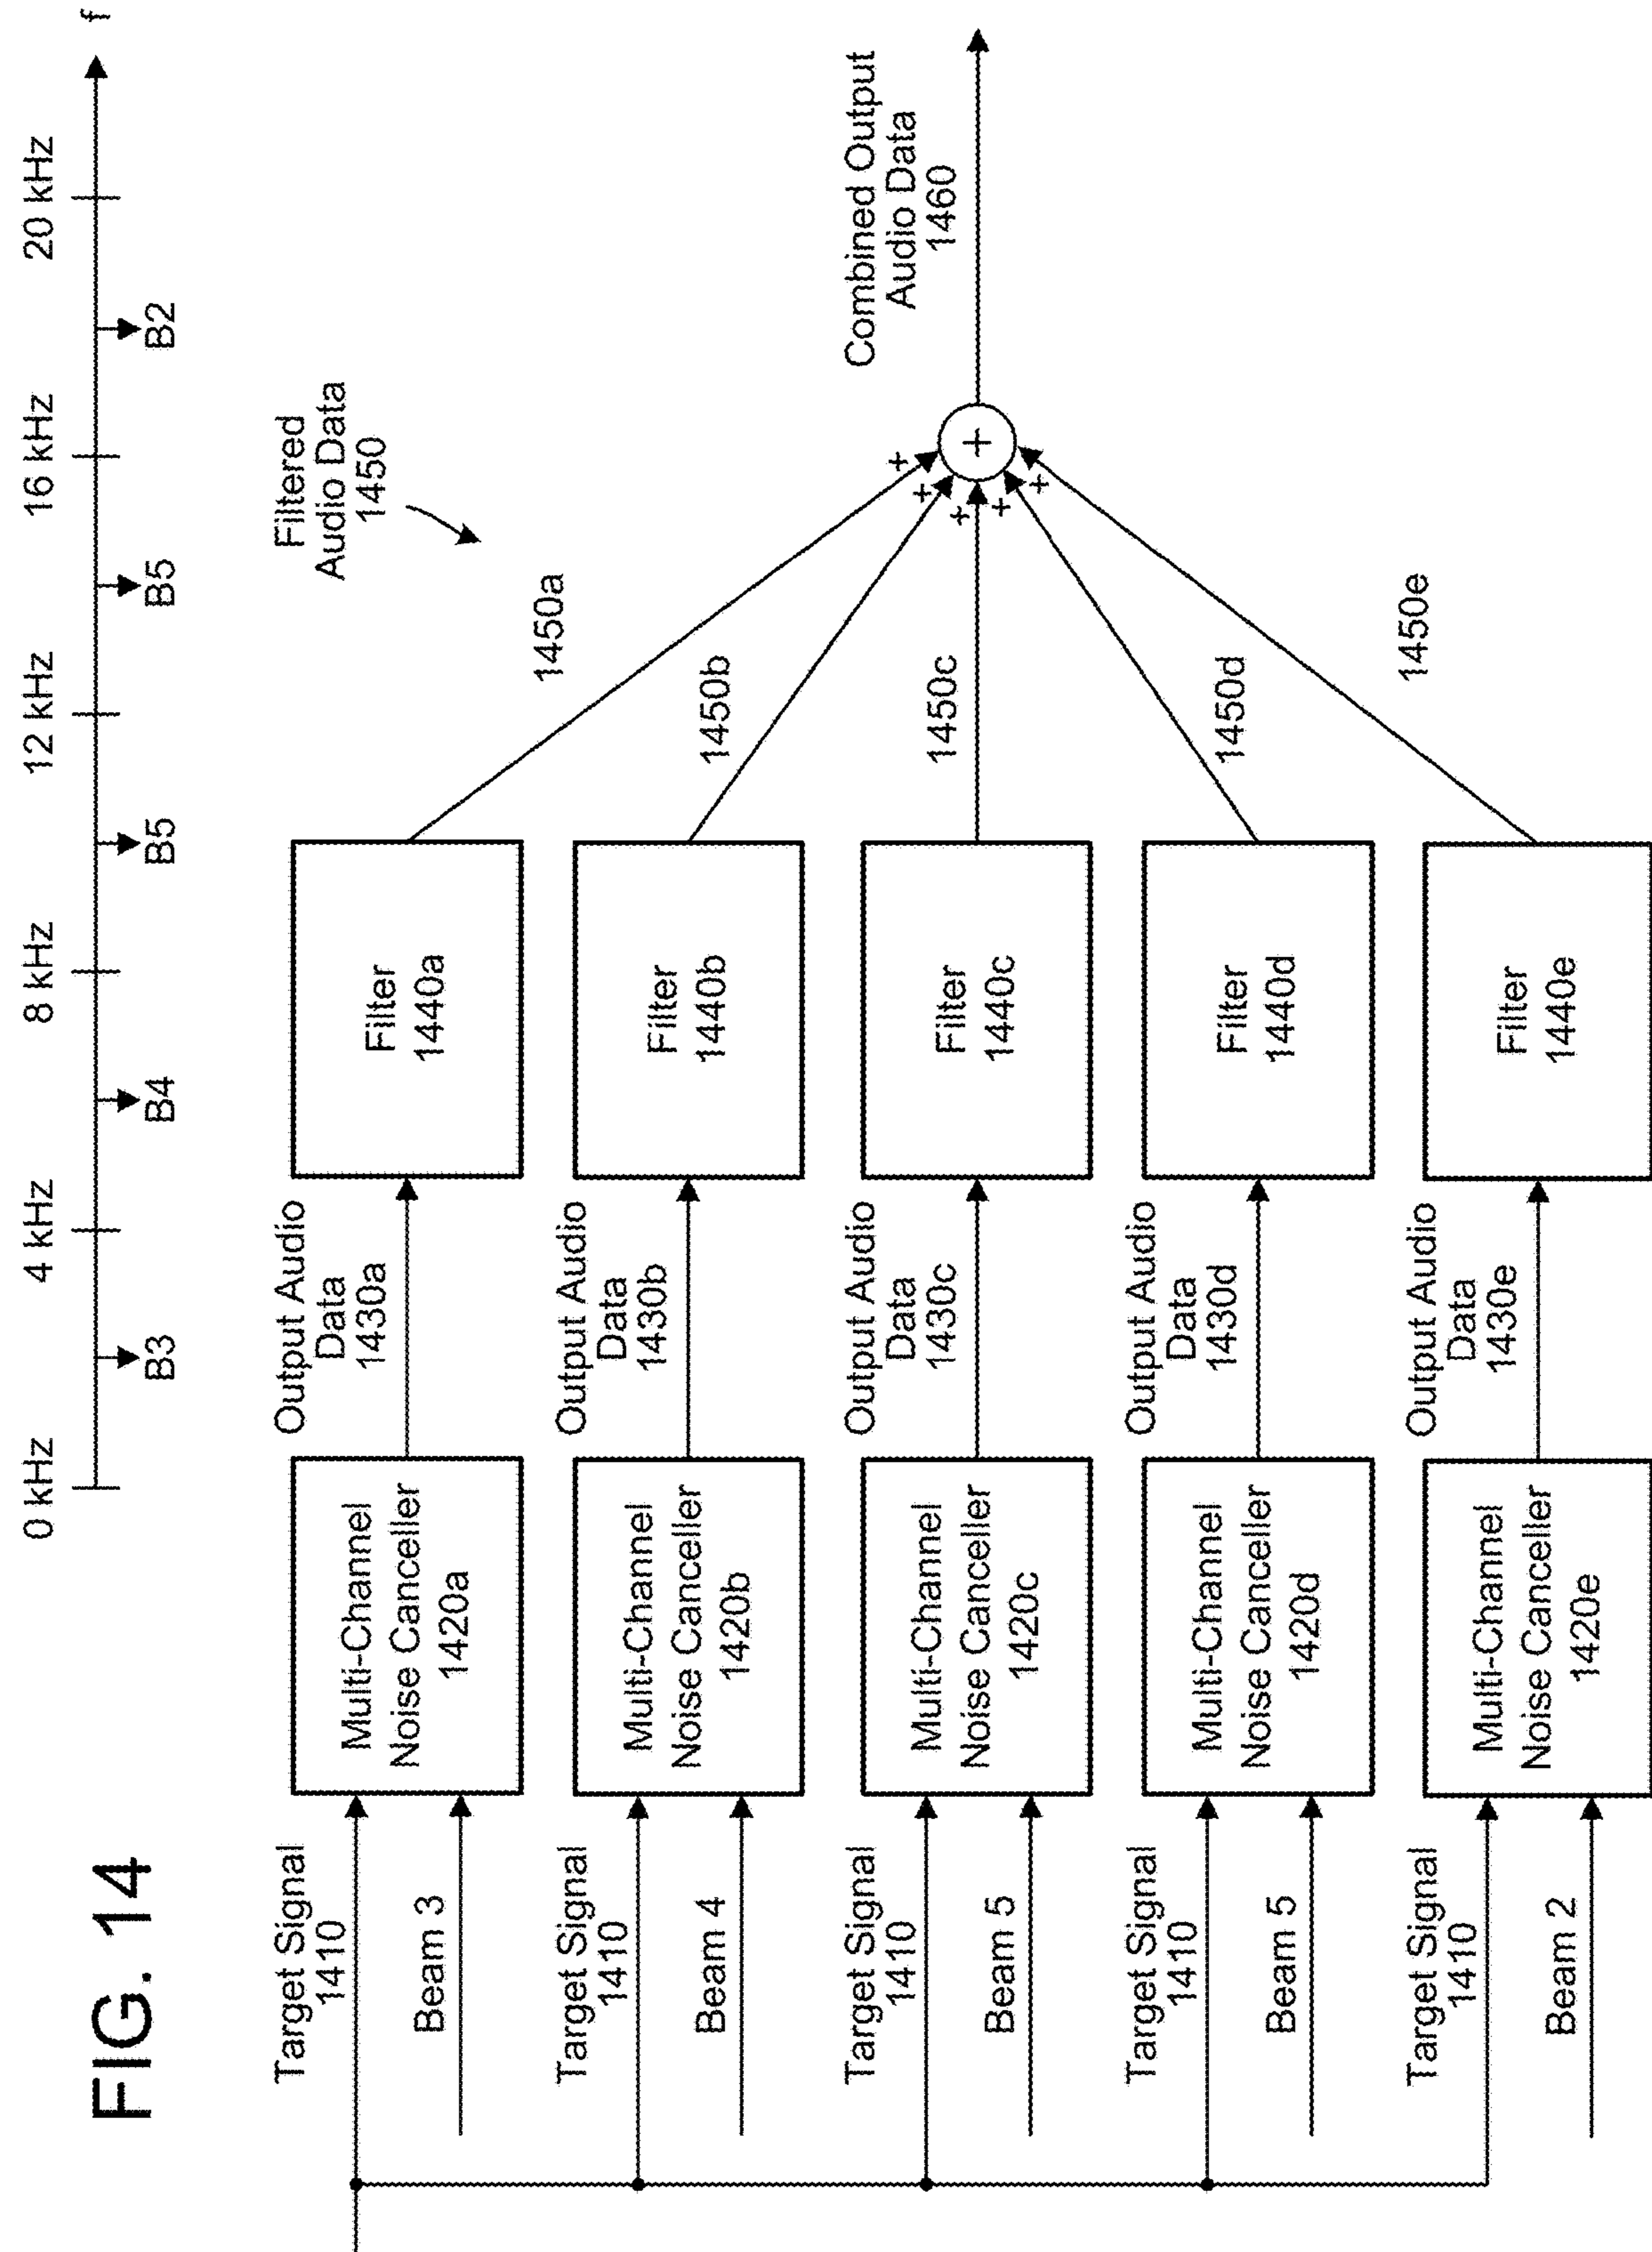 FIG. 14
0 kHz
4 kHz
8 kHz
12 kHz
16 kHz
20 kHz
f
B3
B4
B5
B5
B2
Target Signal
1410
Beam 3
Multi-Channel
Noise Canceller
1420a
Output Audio
Data
1430a
Filter
1440a
1450a
Filtered
Audio Data
1450
Target Signal
1410
Beam 4
Multi-Channel
Noise Canceller
1420b
Output Audio
Data
1430b
Filter
1440b
1450b
Target Signal
1410
Beam 5
Multi-Channel
Noise Canceller
1420c
Output Audio
Data
1430c
Filter
1440c
1450c
+
+
+
+
+
+
Combined Output
Audio Data
1460
Target Signal
1410
Beam 5
Multi-Channel
Noise Canceller
1420d
Output Audio
Data
1430d
Filter
1440d
1450d
Target Signal
1410
Beam 2
Multi-Channel
Noise Canceller
1420e
Output Audio
Data
1430e
Filter
1440e
1450e